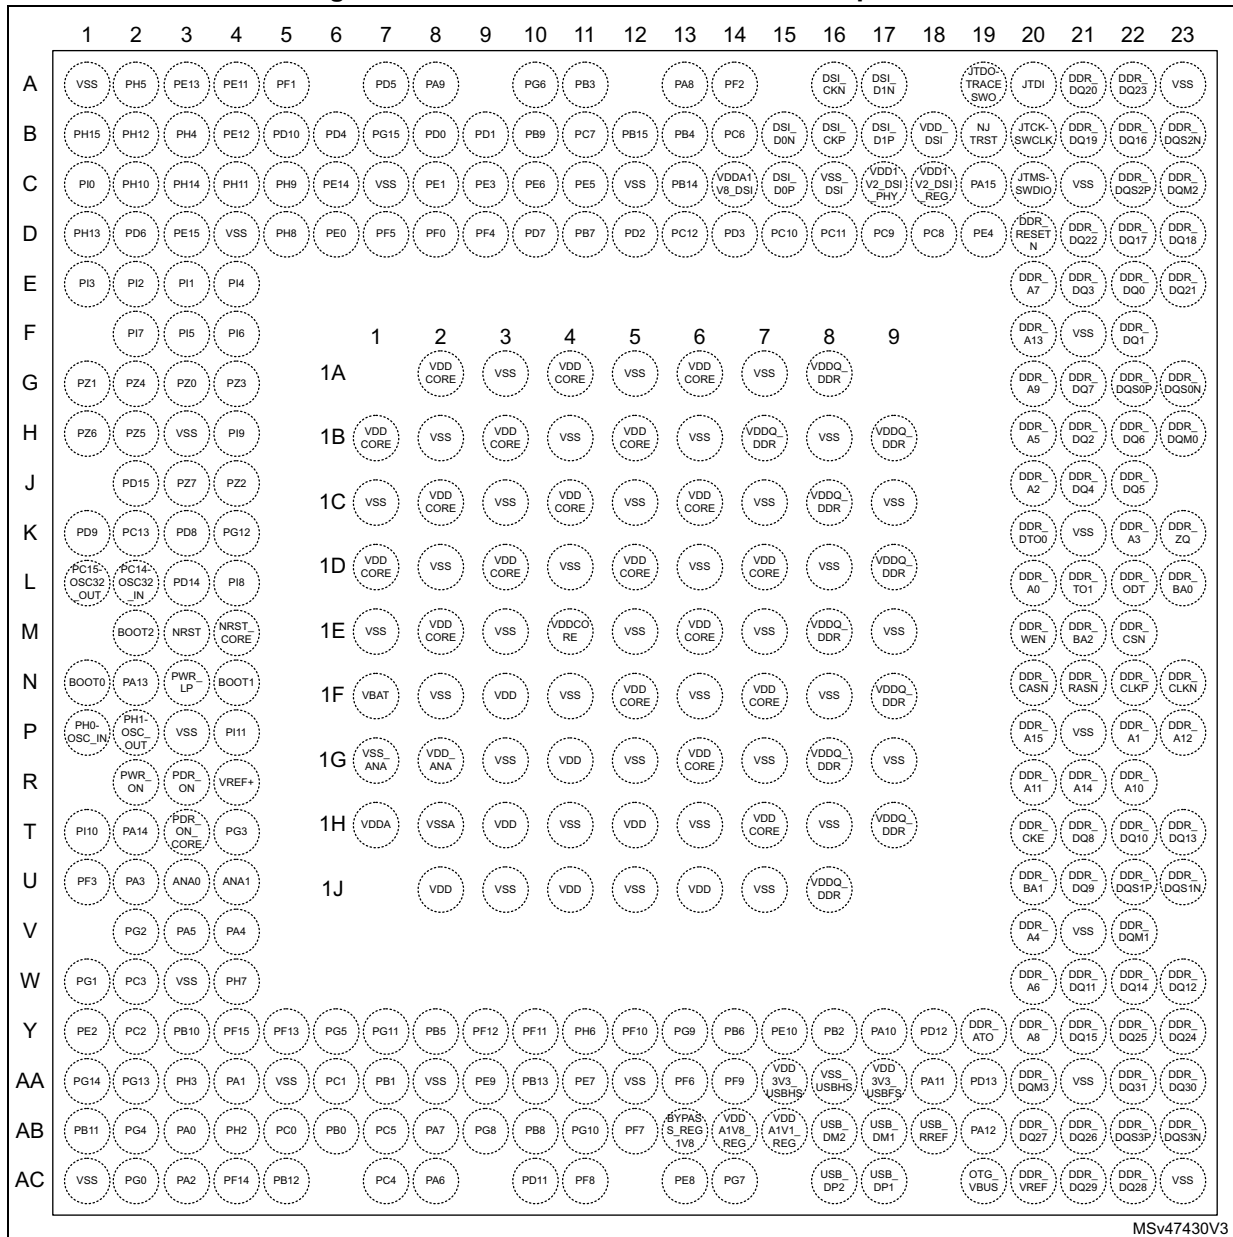 1 2 3 4 5 6 7 8 9 10 11 12 13 14 15 16 17 18 19 20 21 22 23
A VSS PH5 PE13 PE11 PF1 PD5 PA9 PG6 PB3 PA8 PF2 DSI_CKN DSI_D1N JTDO-TRACESWO JTDI DDR_DQ20 DDR_DQ23 VSS
B PH15 PH12 PH4 PE12 PD10 PD4 PG15 PD0 PD1 PB9 PC7 PB15 PB4 PC6 DSI_D0N DSI_CKP DSI_D1P VDD_DSI NJTRST JTCK-SWCLK DDR_DQ19 DDR_DQ16 DDR_DQS2N
C PI0 PH10 PH14 PH11 PH9 PE14 VSS PE1 PE3 PE6 PE5 VSS PB14 VDDA1V8_DSI DSI_D0P VSS_DSI VDD1V2_DSI_PHY VDD1V2_DSI_REG PA15 JTMS-SWDIO VSS DDR_DQS2P DDR_DQM2
D PH13 PD6 PE15 VSS PH8 PE0 PF5 PF0 PF4 PD7 PB7 PD2 PC12 PD3 PC10 PC11 PC9 PC8 PE4 DDR_RESETN DDR_DQ22 DDR_DQ17 DDR_DQ18
E PI3 PI2 PI1 PI4 DDR_A7 DDR_DQ3 DDR_DQ0 DDR_DQ21
F PI7 PI5 PI6 DDR_A13 VSS DDR_DQ1
1 2 3 4 5 6 7 8 9
1A VDDCORE VSS VDDCORE VSS VDDCORE VSS VDDQ_DDR
G PZ1 PZ4 PZ0 PZ3 DDR_A9 DDR_DQ7 DDR_DQS0P DDR_DQS0N
H PZ6 PZ5 VSS PI9 DDR_A5 DDR_DQ2 DDR_DQ6 DDR_DQM0
1B VDDCORE VSS VDDCORE VSS VDDCORE VSS VDDQ_DDR VSS VDDQ_DDR
J PD15 PZ7 PZ2 DDR_A2 DDR_DQ4 DDR_DQ5
1C VSS VDDCORE VSS VDDCORE VSS VDDCORE VSS VDDQ_DDR VSS
K PD9 PC13 PD8 PG12 DDR_DTO0 VSS DDR_A3 DDR_ZQ
1D VDDCORE VSS VDDCORE VSS VDDCORE VSS VDDCORE VSS VDDQ_DDR
L PC15-OSC32_OUT PC14-OSC32_IN PD14 PI8 DDR_A0 DDR_TO1 DDR_ODT DDR_BA0
M BOOT2 NRST NRST_CORE DDR_WEN DDR_BA2 DDR_CSN
1E VSS VDDCORE VSS VDDCORE VSS VDDCORE VSS VDDQ_DDR VSS
N BOOT0 PA13 PWR_LP BOOT1 DDR_CASN DDR_RASN DDR_CLKP DDR_CLKN
1F VBAT VSS VDD VSS VDDCORE VSS VDDCORE VSS VDDQ_DDR
P PH0-OSC_IN PH1-OSC_OUT VSS PI11 DDR_A15 VSS DDR_A1 DDR_A12
1G VSS_ANA VDD_ANA VSS VDD VSS VDDCORE VSS VDDQ_DDR VSS
R PWR_ON PDR_ON VREF+ DDR_A11 DDR_A14 DDR_A10
T PI10 PA14 PDR_ON_CORE PG3 DDR_CKE DDR_DQ8 DDR_DQ10 DDR_DQ13
1H VDDA VSSA VDD VSS VDD VSS VDDCORE VSS VDDQ_DDR
U PF3 PA3 ANA0 ANA1 DDR_BA1 DDR_DQ9 DDR_DQS1P DDR_DQS1N
1J VDD VSS VDD VSS VDD VSS VDDQ_DDR
V PG2 PA5 PA4 DDR_A4 VSS DDR_DQM1
W PG1 PC3 VSS PH7 DDR_A6 DDR_DQ11 DDR_DQ14 DDR_DQ12
Y PE2 PC2 PB10 PF15 PF13 PG5 PG11 PB5 PF12 PF11 PH6 PF10 PG9 PB6 PE10 PB2 PA10 PD12 DDR_ATO DDR_A8 DDR_DQ15 DDR_DQ25 DDR_DQ24
AA PG14 PG13 PH3 PA1 VSS PC1 PB1 VSS PE9 PB13 PE7 VSS PF6 PF9 VDD3V3_USBHS VSS_USBHS VDD3V3_USBFS PA11 PD13 DDR_DQM3 VSS DDR_DQ31 DDR_DQ30
AB PB11 PG4 PA0 PH2 PC0 PB0 PC5 PA7 PG8 PB8 PG10 PF7 BYPASS_REG1V8 VDDA1V8_REG VDDA1V1_REG USB_DM2 USB_DM1 USB_RREF PA12 DDR_DQ27 DDR_DQ26 DDR_DQS3P DDR_DQS3N
AC VSS PG0 PA2 PF14 PB12 PC4 PA6 PD11 PF8 PE8 PG7 USB_DP2 USB_DP1 OTG_VBUS DDR_VREF DDR_DQ29 DDR_DQ28 VSS
MSv47430V3